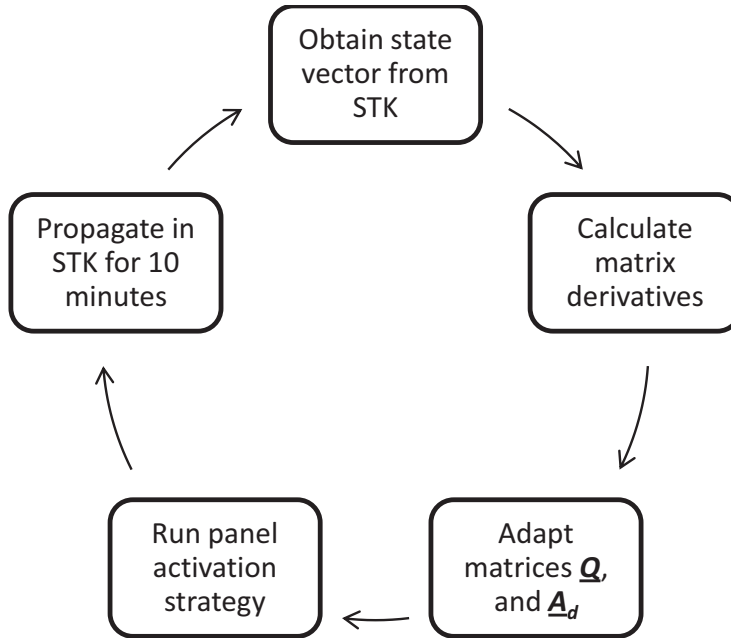 Obtain state
vector from
STK
Calculate
matrix
derivatives
Adapt
matrices Q,
and A_d
Run panel
activation
strategy
Propagate in
STK for 10
minutes